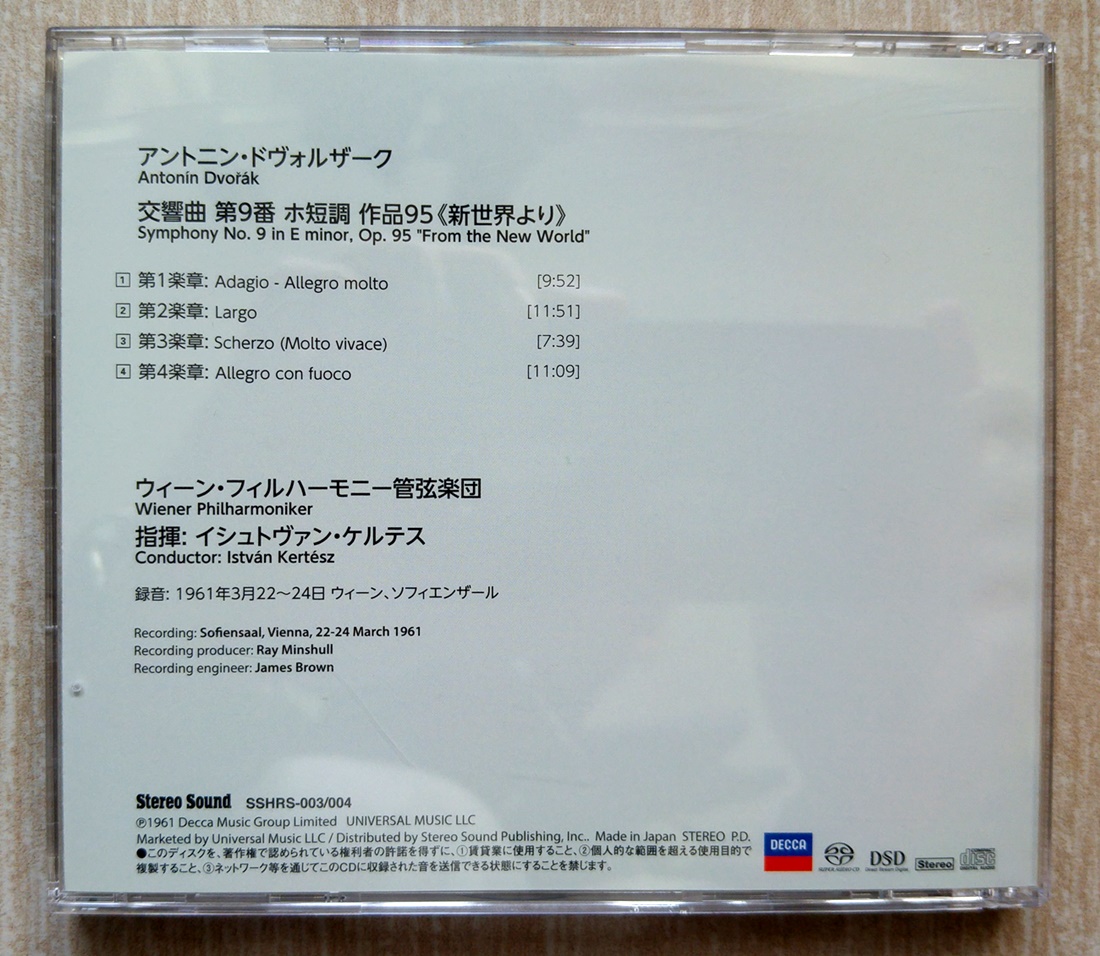 アントニン・ドヴォルザーク
Antonín Dvořák
交響曲 第9番 ホ短調 作品95《新世界より》
Symphony No. 9 in E minor, Op. 95 "From the New World"
1 第1楽章: Adagio - Allegro molto [9:52]
2 第2楽章: Largo [11:51]
3 第3楽章: Scherzo (Molto vivace) [7:39]
4 第4楽章: Allegro con fuoco [11:09]
ウィーン・フィルハーモニー管弦楽団
Wiener Philharmoniker
指揮: イシュトヴァン・ケルテス
Conductor: István Kertész
録音: 1961年3月22～24日 ウィーン、ソフィエンザール
Recording: Sofiensaal, Vienna, 22-24 March 1961
Recording producer: Ray Minshull
Recording engineer: James Brown
Stereo Sound SSHRS-003/004
℗1961 Decca Music Group Limited UNIVERSAL MUSIC LLC
Marketed by Universal Music LLC / Distributed by Stereo Sound Publishing, Inc.. Made in Japan STEREO P.D.
●このディスクを、著作権で認められている権利者の許諾を得ずに、①賃貸業に使用すること、②個人的な範囲を超える使用目的で
複製すること、③ネットワーク等を通じてこのCDに収録された音を送信できる状態にすることを禁じます。
DECCA
SUPER AUDIO CD
DSD
Direct Stream Digital
Stereo
disc
DIGITAL AUDIO